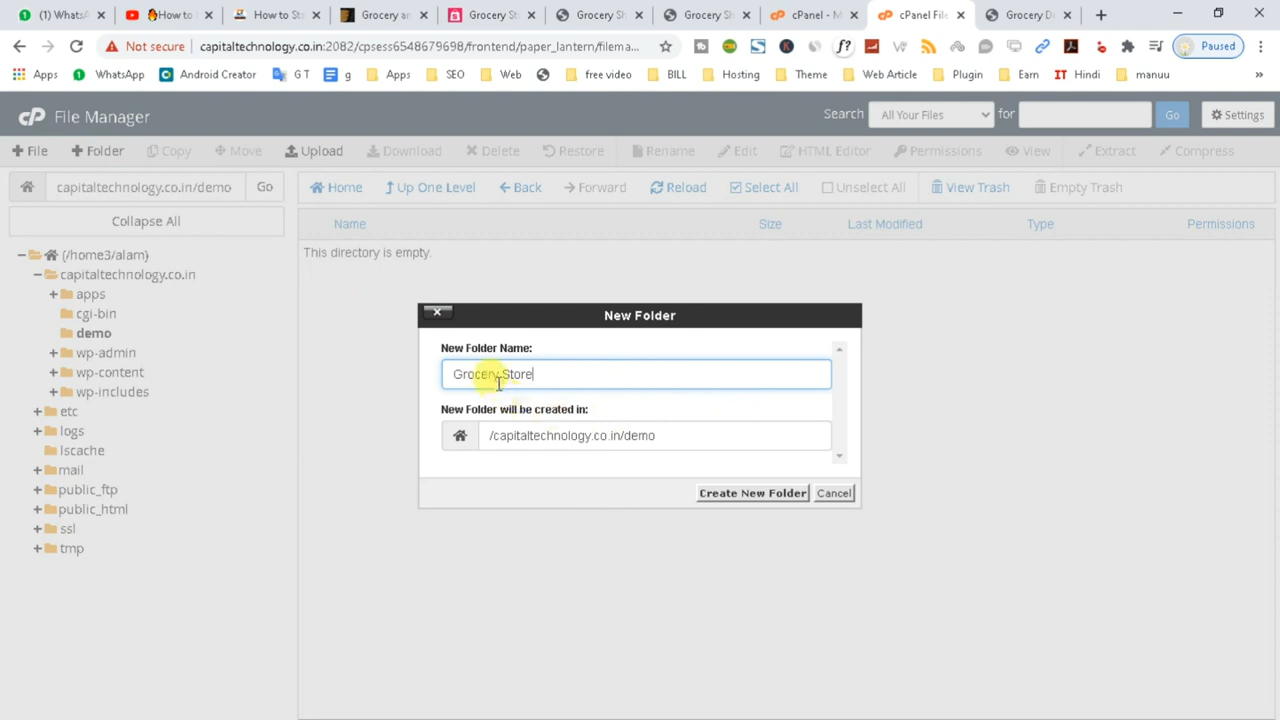 (1) WhatsA
How to l
How to Sta
Grocery an
Grocery St
Grocery Sh
Grocery Sh
cPanel - M
cPanel File
Grocery D
Not secure
capitaltechnology.co.in:2082/cpsess6548679698/frontend/paper_lantern/filema...
Paused
Apps
WhatsApp
Android Creator
G T
g
Apps
SEO
Web
free video
BILL
Hosting
Theme
Web Article
Plugin
Earn
IT Hindi
manuu
»
cP File Manager
Search
All Your Files
for
Go
Settings
File
Folder
Copy
Move
Upload
Download
Delete
Restore
Rename
Edit
HTML Editor
Permissions
View
Extract
Compress
capitaltechnology.co.in/demo
Go
Home
Up One Level
Back
Forward
Reload
Select All
Unselect All
View Trash
Empty Trash
Collapse All
Name
Size
Last Modified
Type
Permissions
This directory is empty.
(/home3/alam)
capitaltechnology.co.in
apps
cgi-bin
demo
wp-admin
wp-content
wp-includes
etc
logs
lscache
mail
public_ftp
public_html
ssl
tmp
New Folder
New Folder Name:
Grocery Store
New Folder will be created in:
/capitaltechnology.co.in/demo
Create New Folder
Cancel